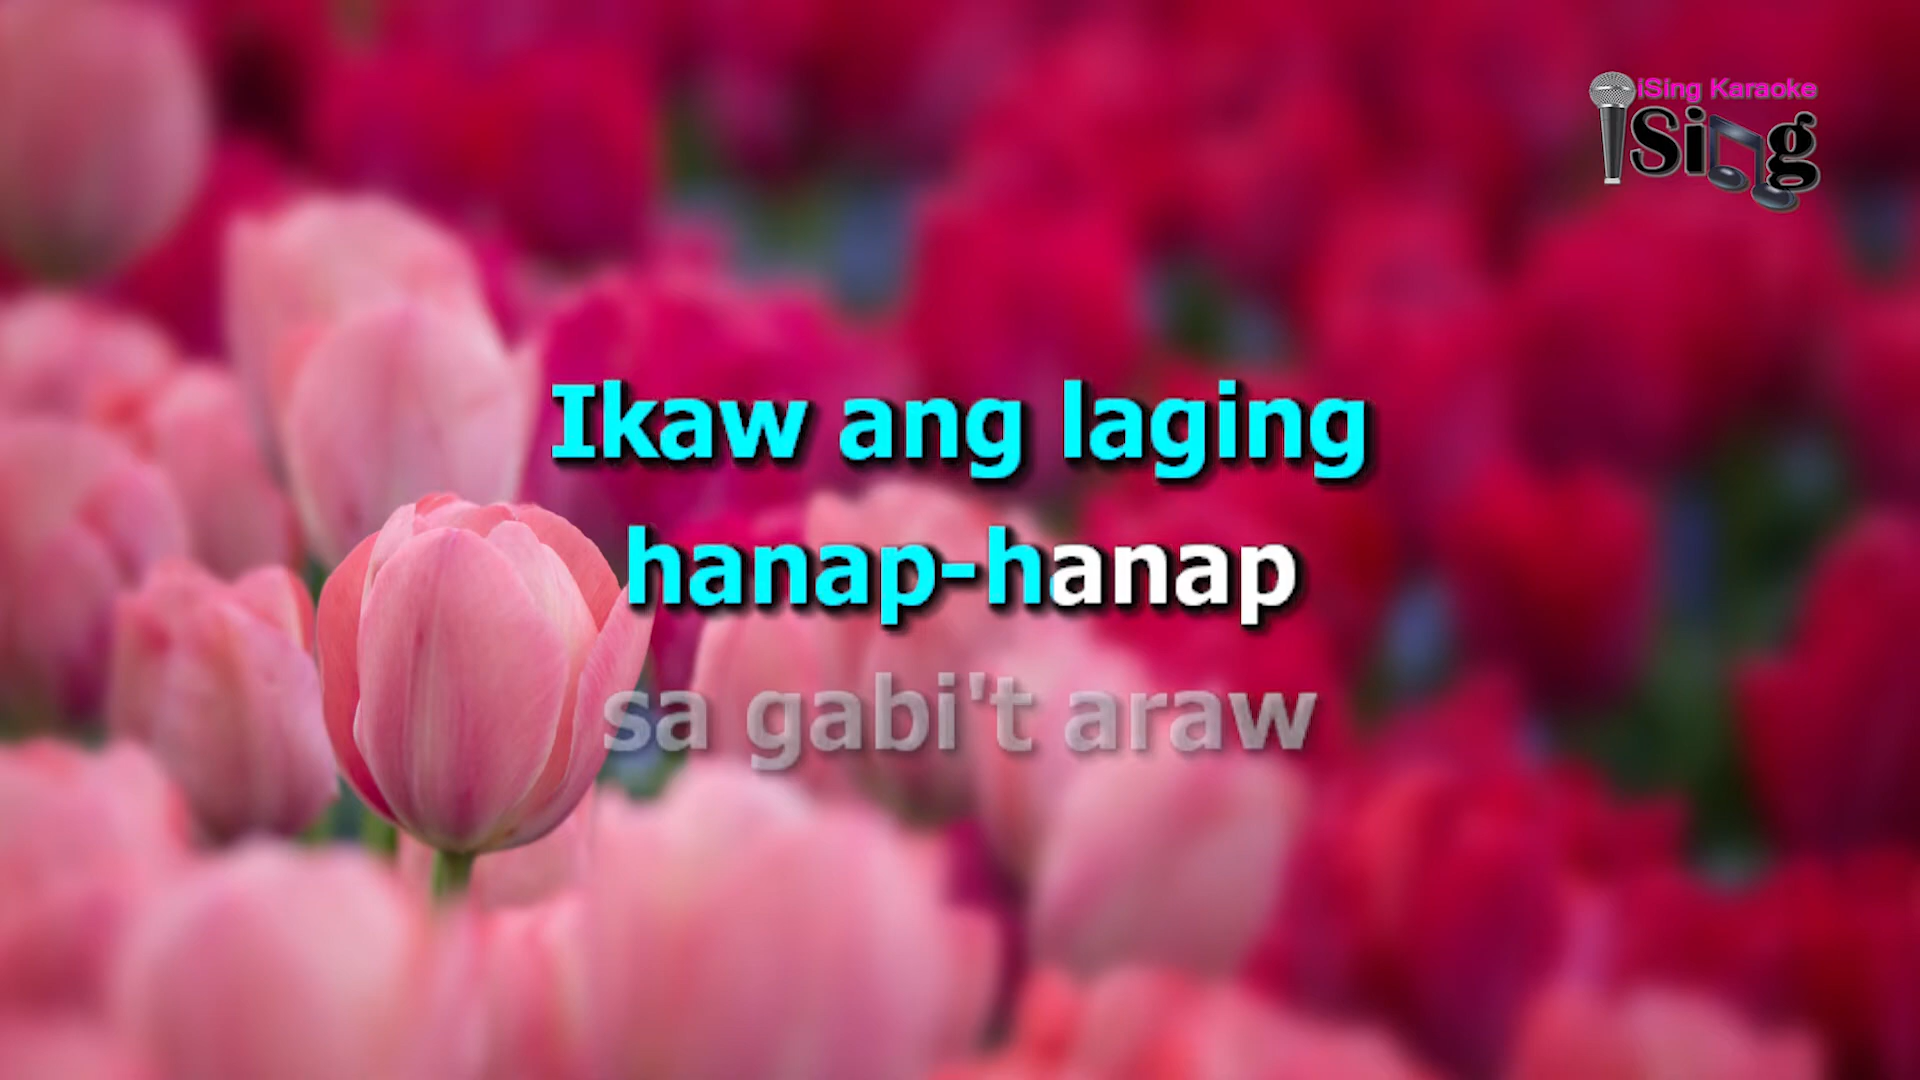 iSing Karaoke
iSing
Ikaw ang laging
hanap-hanap
sa gabi't araw